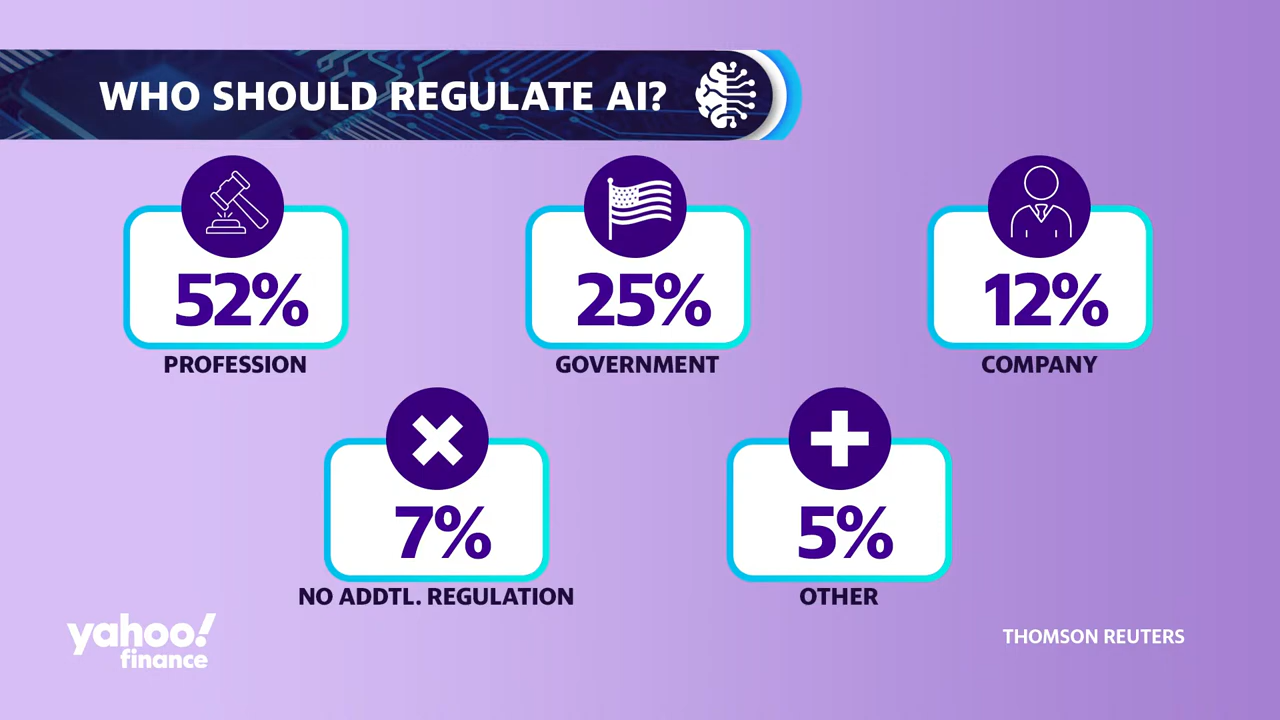 WHO SHOULD REGULATE AI?
52%
PROFESSION
25%
GOVERNMENT
12%
COMPANY
7%
NO ADDTL. REGULATION
5%
OTHER
yahoo!
finance
THOMSON REUTERS